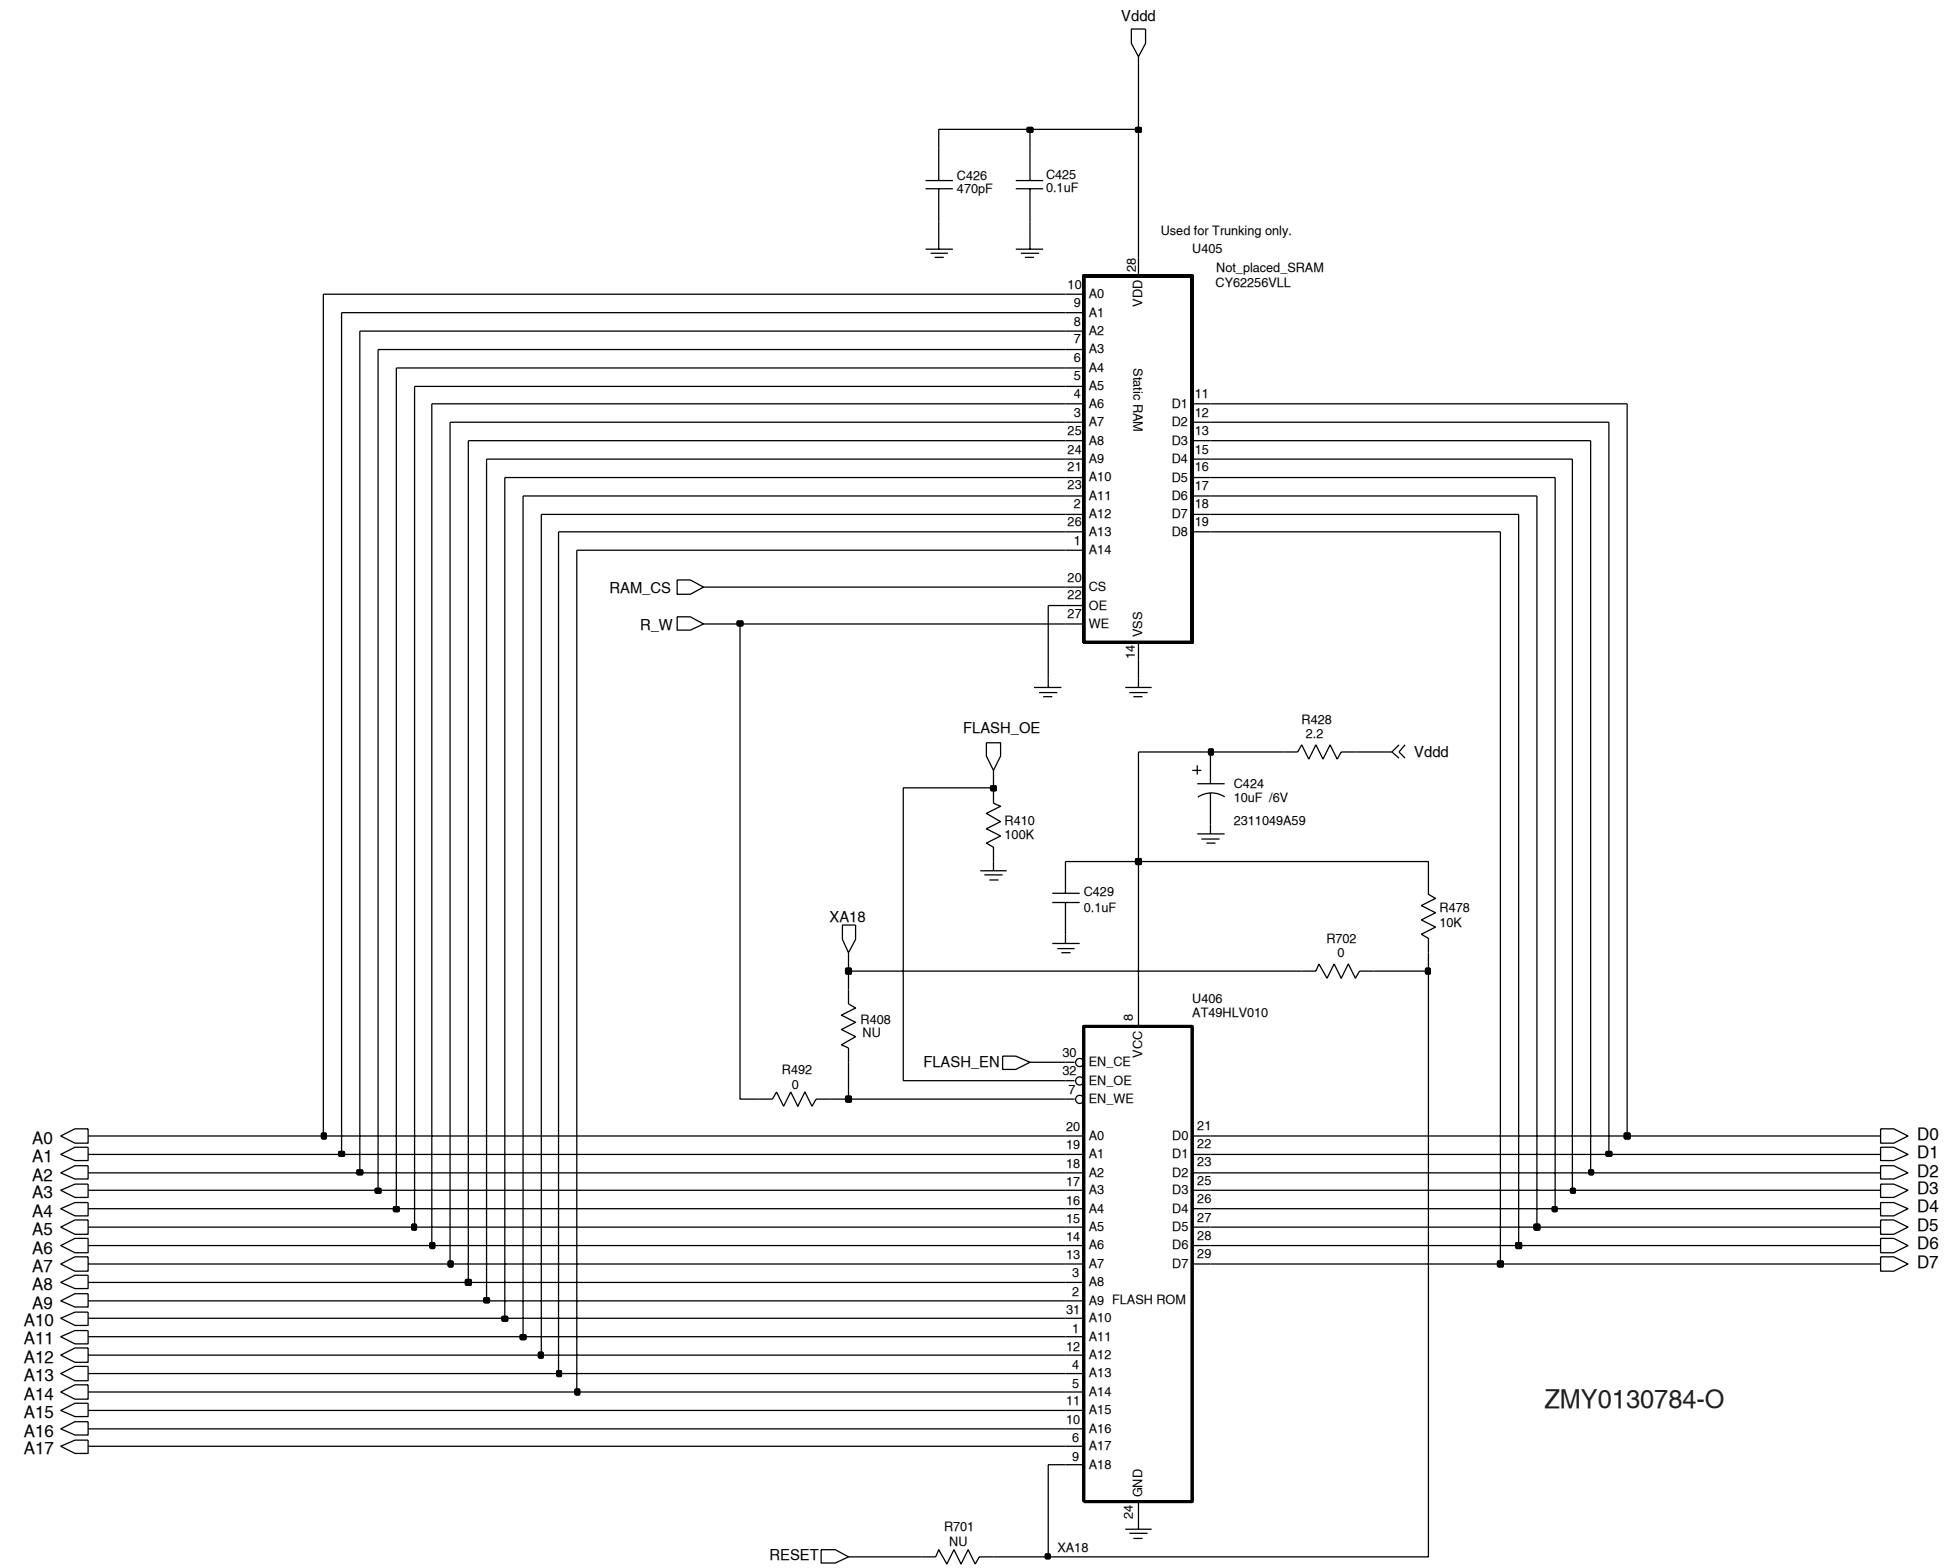 Vddd
C426
470pF
C425
0.1uF
Used for Trunking only.
U405
Not_placed_SRAM
CY62256VLL
28
VDD
Static RAM
10 A0
9 A1
8 A2
7 A3
6 A4
5 A5
4 A6
3 A7
25 A8
24 A9
21 A10
23 A11
2 A12
26 A13
1 A14
D1 11
D2 12
D3 13
D4 15
D5 16
D6 17
D7 18
D8 19
RAM_CS 20 CS
22 OE
R_W 27 WE
VSS
14
FLASH_OE
R410
100K
R428
2.2
Vddd
+
C424
10uF /6V
2311049A59
C429
0.1uF
R478
10K
XA18
R702
0
R408
NU
U406
AT49HLV010
8
VCC
FLASH_EN 30 EN_CE
32 EN_OE
7 EN_WE
R492
0
A0 20 A0 D0 21 D0
A1 19 A1 D1 22 D1
A2 18 A2 D2 23 D2
A3 17 A3 D3 25 D3
A4 16 A4 D4 26 D4
A5 15 A5 D5 27 D5
A6 14 A6 D6 28 D6
A7 13 A7 D7 29 D7
A8 3 A8
A9 2 A9 FLASH ROM
A10 31 A10
A11 1 A11
A12 12 A12
A13 4 A13
A14 5 A14
A15 11 A15
A16 10 A16
A17 6 A17
9 A18
GND
24
ZMY0130784-O
R701
NU
RESET
XA18